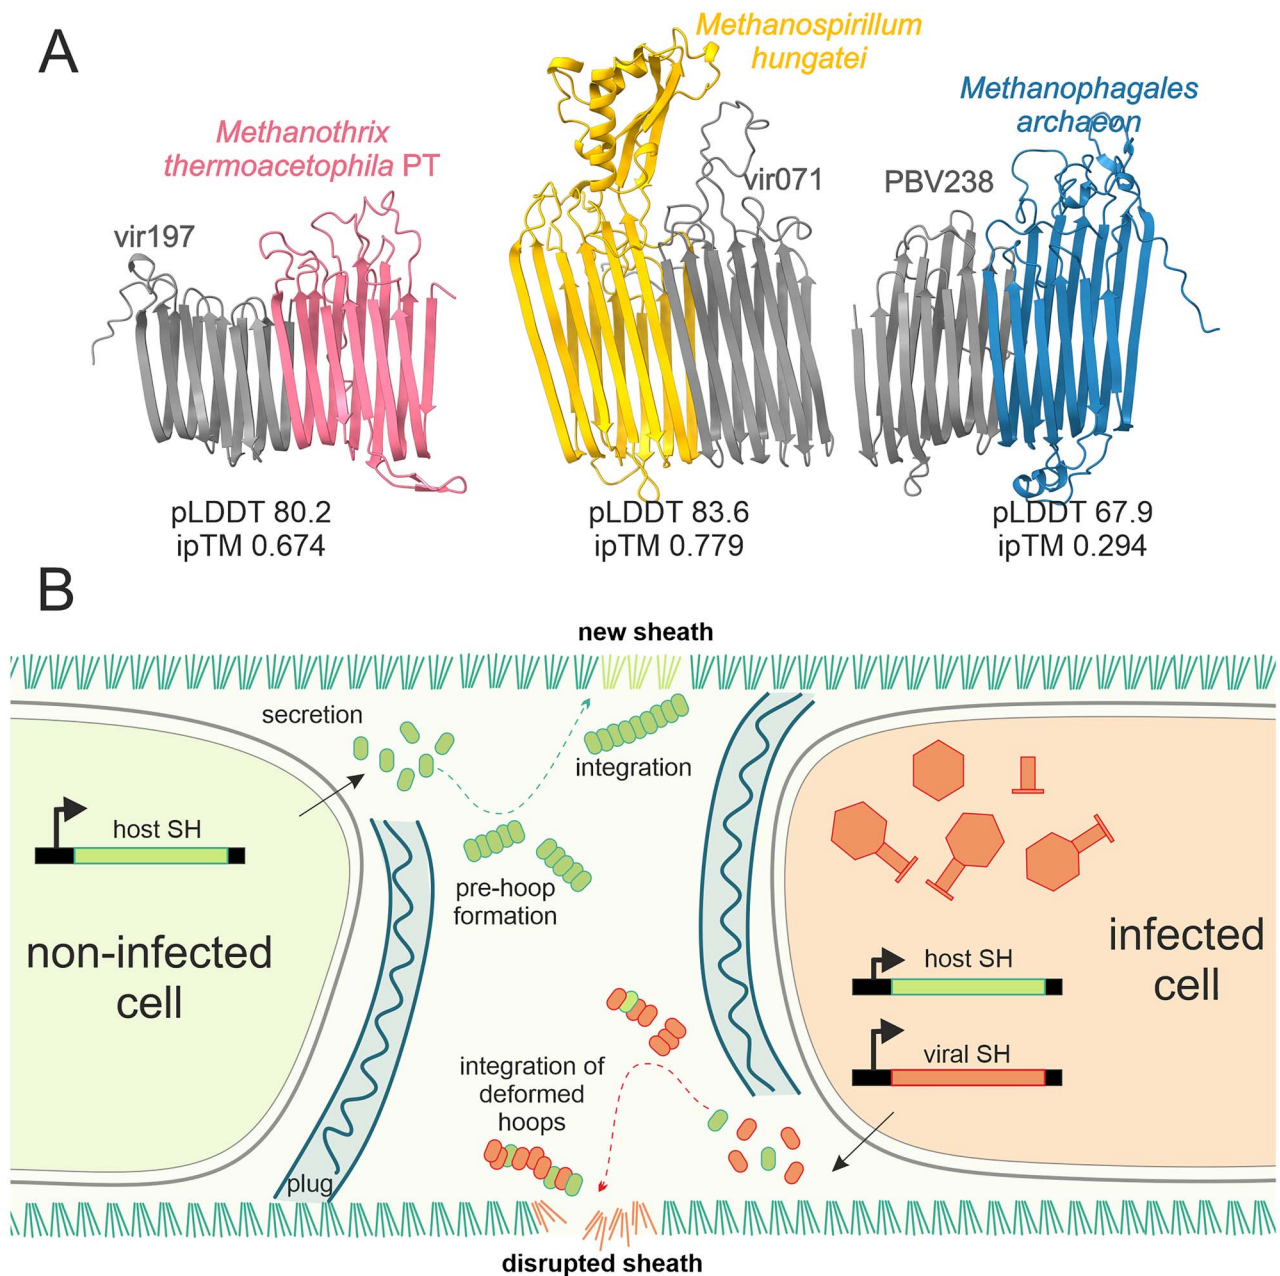 A
Methanospirillum
hungatei
Methanophagales
archaeon
Methanothrix
thermoacetophila PT
vir071
PBV238
vir197
pLDDT 80.2
ipTM 0.674
pLDDT 83.6
ipTM 0.779
pLDDT 67.9
ipTM 0.294
B
new sheath
secretion
integration
host SH
pre-hoop
formation
non-infected
cell
infected
cell
host SH
viral SH
integration of
deformed
hoops
plug
disrupted sheath